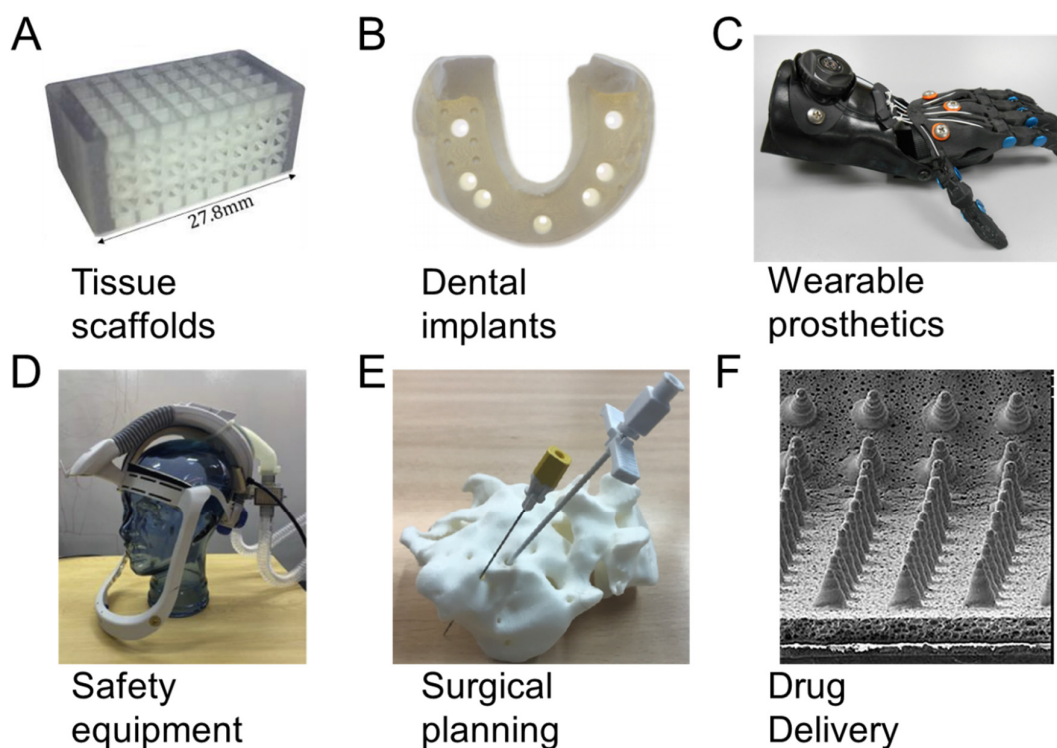 A
B
C
27.8mm
Tissue
scaffolds
Dental
implants
Wearable
prosthetics
D
E
F
Safety
equipment
Surgical
planning
Drug
Delivery